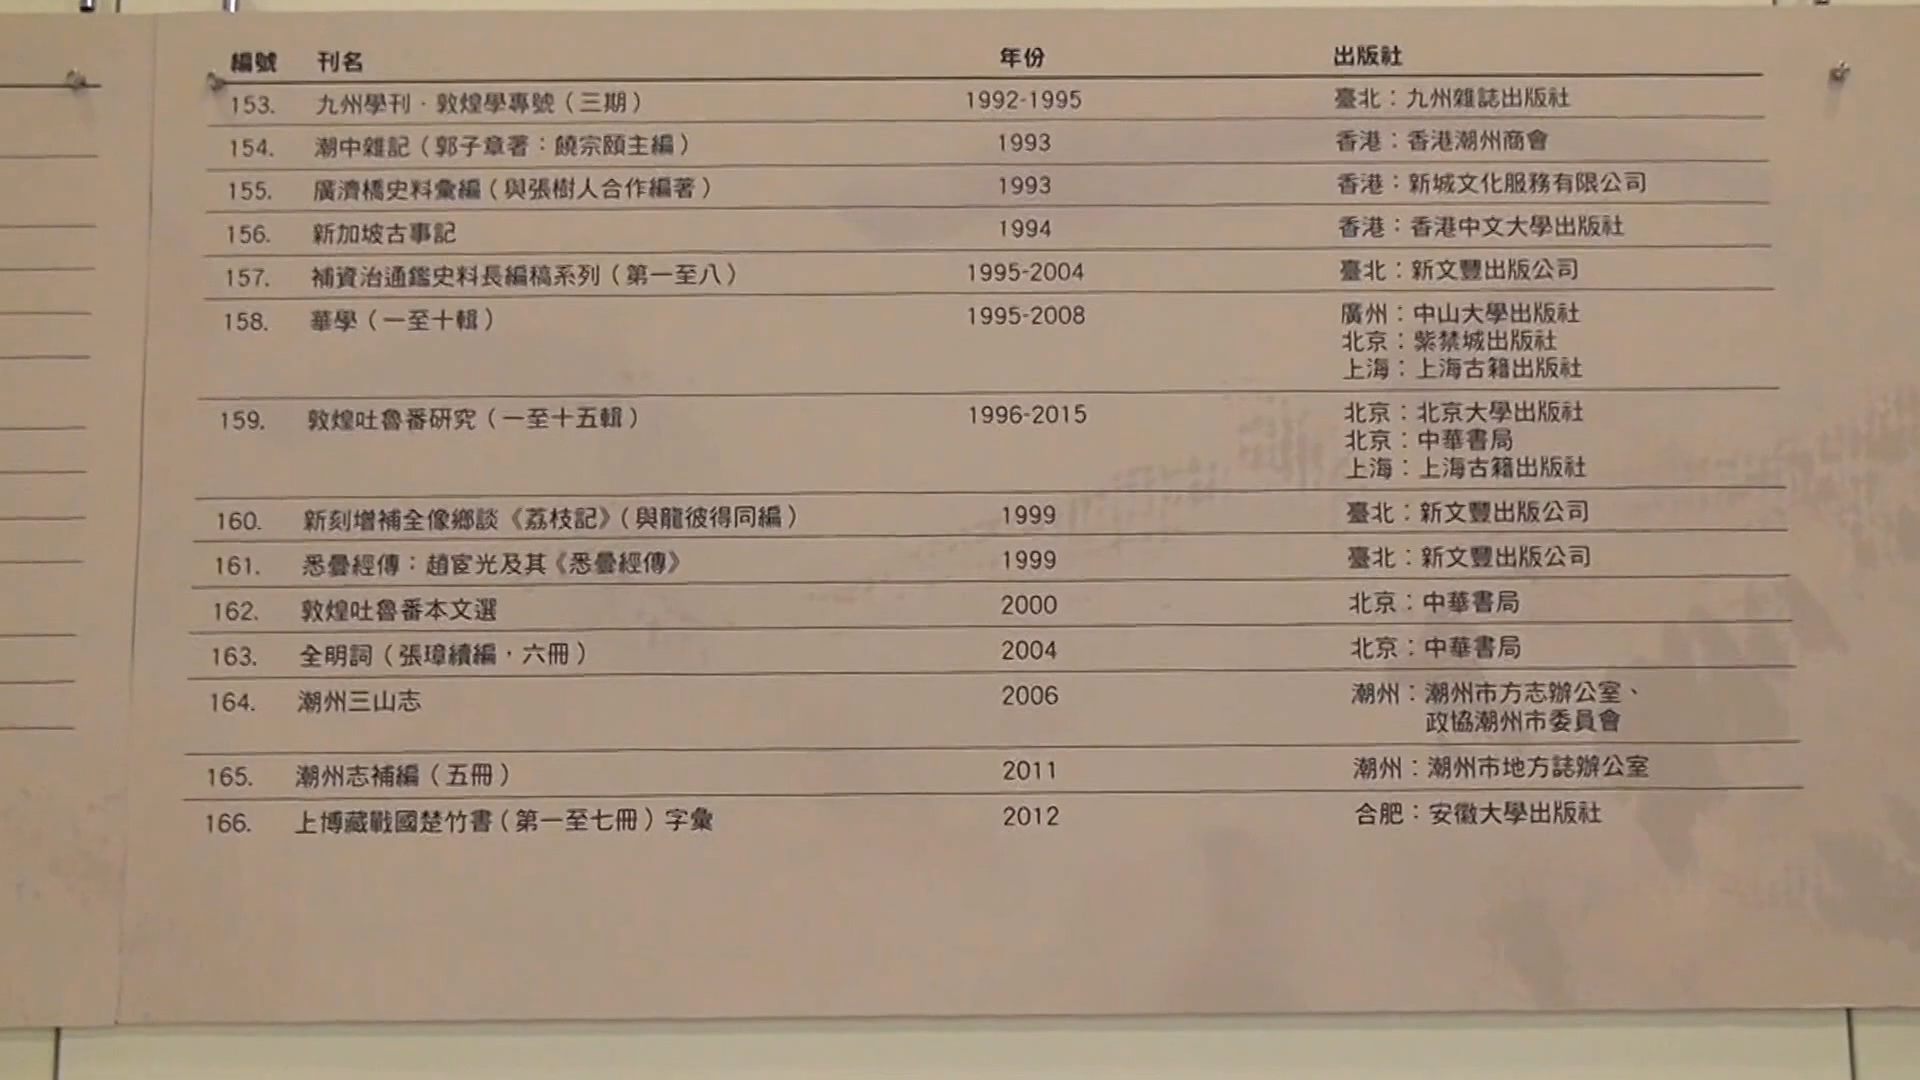 編號 刊名 年份 出版社
153. 九州學刊．敦煌學專號（三期） 1992-1995 臺北：九州雜誌出版社
154. 潮中雜記（郭子章著：饒宗頤主編） 1993 香港：香港潮州商會
155. 廣濟橋史料彙編（與張樹人合作編著） 1993 香港：新城文化服務有限公司
156. 新加坡古事記 1994 香港：香港中文大學出版社
157. 補資治通鑑史料長編稿系列（第一至八） 1995-2004 臺北：新文豐出版公司
158. 華學（一至十輯） 1995-2008 廣州：中山大學出版社
北京：紫禁城出版社
上海：上海古籍出版社
159. 敦煌吐魯番研究（一至十五輯） 1996-2015 北京：北京大學出版社
北京：中華書局
上海：上海古籍出版社
160. 新刻增補全像鄉談《荔枝記》（與龍彼得同編） 1999 臺北：新文豐出版公司
161. 悉曇經傳：趙宧光及其《悉曇經傳》 1999 臺北：新文豐出版公司
162. 敦煌吐魯番本文選 2000 北京：中華書局
163. 全明詞（張璋續編，六冊） 2004 北京：中華書局
164. 潮州三山志 2006 潮州：潮州市方志辦公室、
政協潮州市委員會
165. 潮州志補編（五冊） 2011 潮州：潮州市地方誌辦公室
166. 上博藏戰國楚竹書（第一至七冊）字彙 2012 合肥：安徽大學出版社